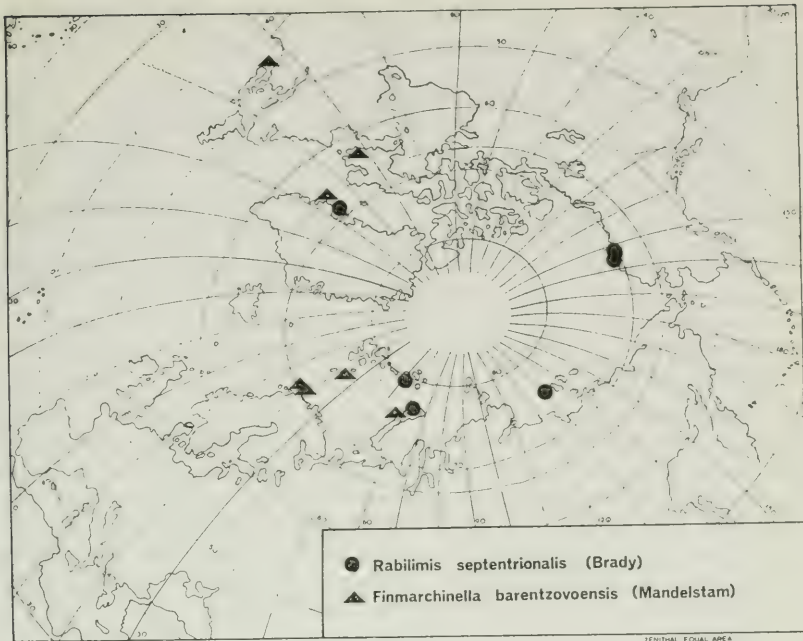 Rabilimis septentrionalis (Brady)
Finmarchinella barentzovoensis (Mandelstam)
ZENITHAL EQUAL AREA